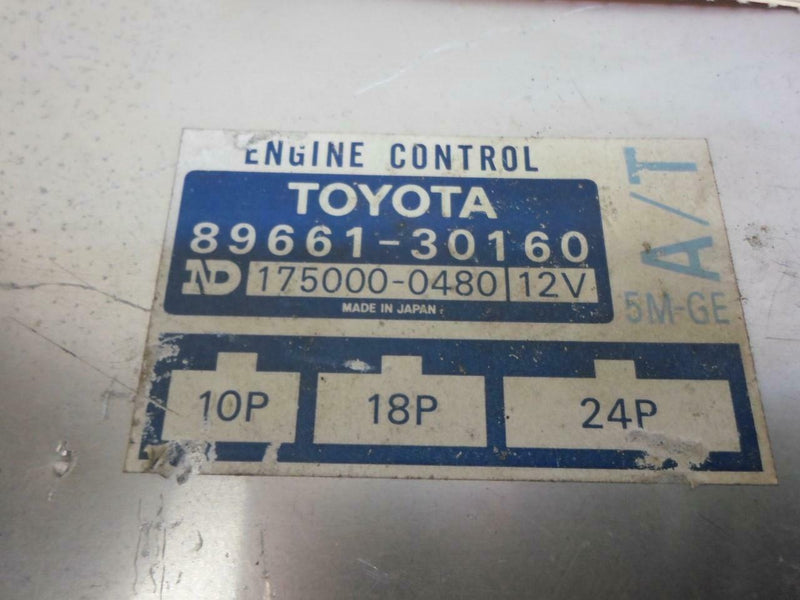 ENGINE CONTROL
TOYOTA
89661-30160
ND 175000-0480 12V
MADE IN JAPAN
A/T
5M-GE
10P 18P 24P